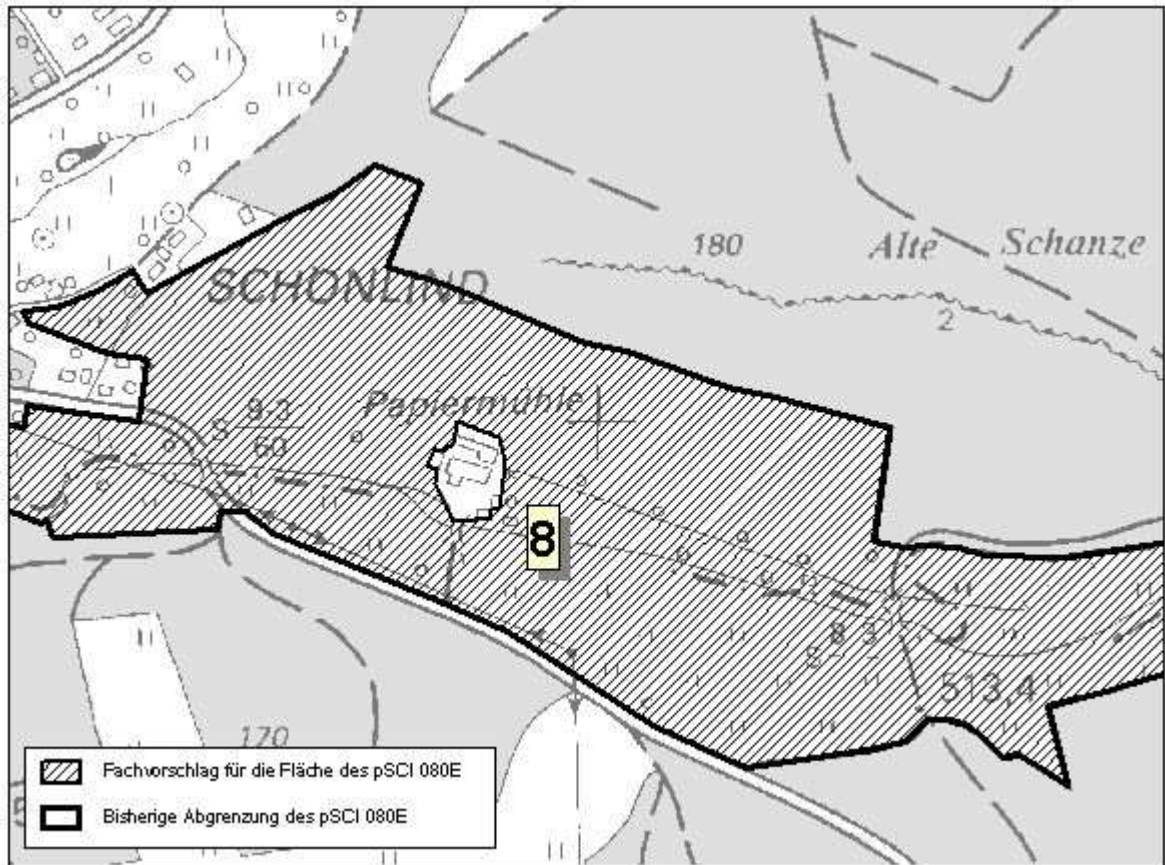 180
Alte Schanze
SCHÖNLIND
2
Papiermühle
S 9-3
60
8
8 3
S
513,4
170
Fachvorschlag für die Fläche des pSCI 080E
Bisherige Abgrenzung des pSCI 080E